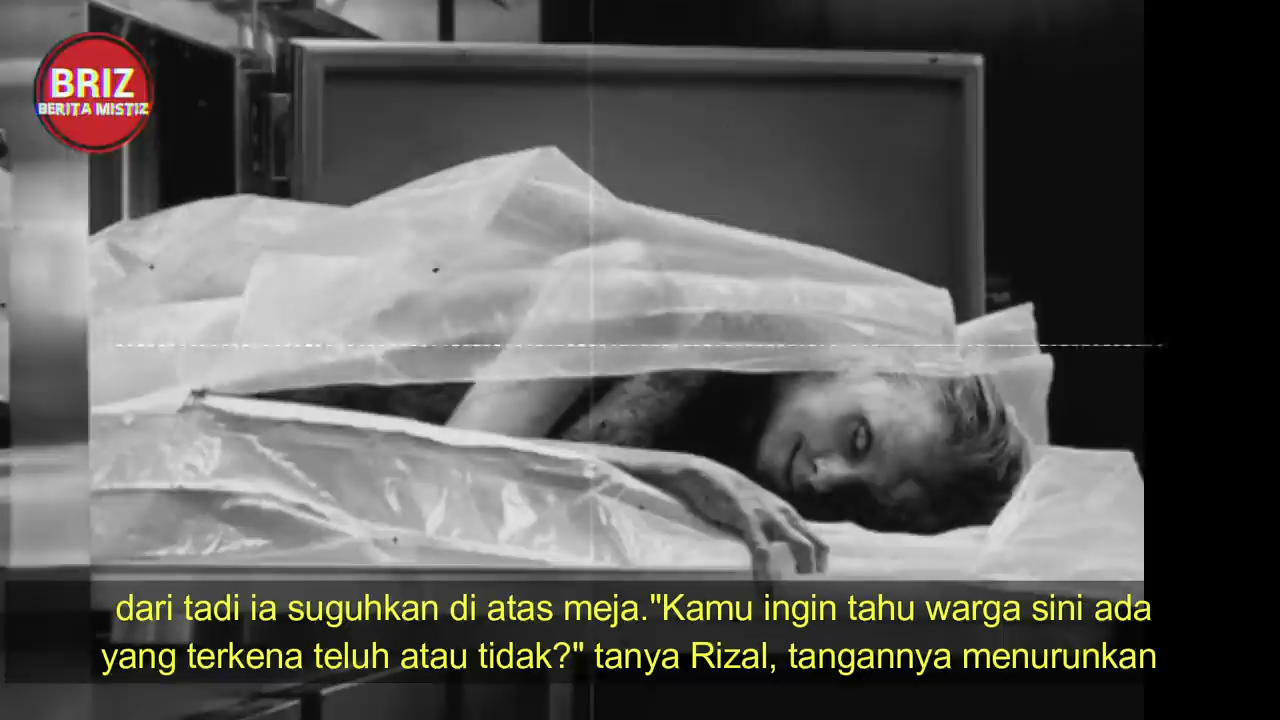 BRIZ
BERITA MISTIZ
dari tadi ia suguhkan di atas meja."Kamu ingin tahu warga sini ada
yang terkena teluh atau tidak?" tanya Rizal, tangannya menurunkan